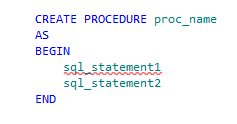 CREATE PROCEDURE proc_name
AS
BEGIN
sql_statement1
sql_statement2
END